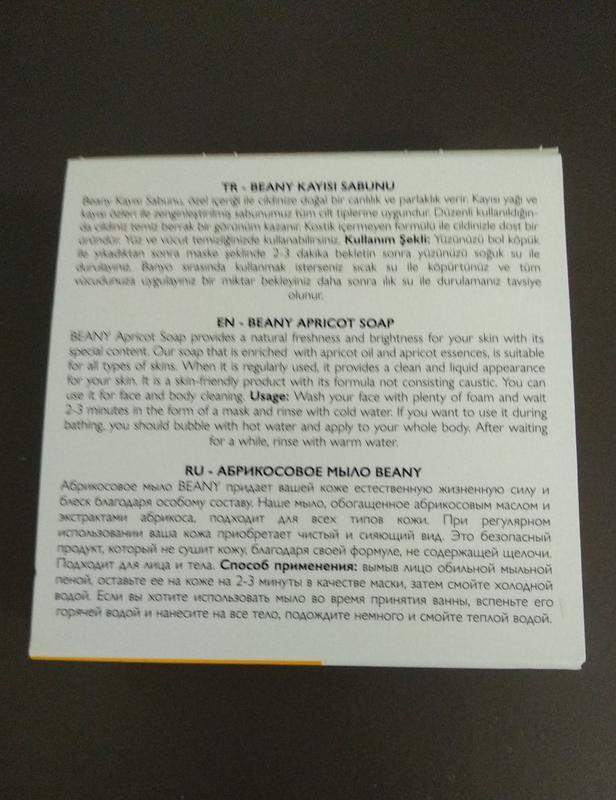 TR - BEANY KAYISI SABUNU
Beany Kayısı Sabunu, özel içeriği ile cildinize doğal bir canlılık ve parlaklık verir. Kayısı yağı ve
kayısı özleri ile zenginleştirilmiş sabunumuz tüm cilt tiplerine uygundur. Düzenli kullanıldığın-
da cildiniz temiz berrak bir görünüm kazanır. Kostik içermeyen formülü ile cildinizle dost bir
üründür. Yüz ve vücut temizliğinizde kullanabilirsiniz. Kullanım Şekli: Yüzünüzü bol köpük
ile yıkadıktan sonra maske şeklinde 2-3 dakika bekletin sonra yüzünüzü soğuk su ile
durulayınız. Banyo sırasında kullanmak isterseniz sıcak su ile köpürtünüz ve tüm
vücudunuza uygulayınız bir miktar bekleyiniz daha sonra ılık su ile durulamanız tavsiye
olunur.
EN - BEANY APRICOT SOAP
BEANY Apricot Soap provides a natural freshness and brightness for your skin with its
special content. Our soap that is enriched with apricot oil and apricot essences, is suitable
for all types of skins. When it is regularly used, it provides a clean and liquid appearance
for your skin. It is a skin-friendly product with its formula not consisting caustic. You can
use it for face and body cleaning. Usage: Wash your face with plenty of foam and wait
2-3 minutes in the form of a mask and rinse with cold water. If you want to use it during
bathing, you should bubble with hot water and apply to your whole body. After waiting
for a while, rinse with warm water.
RU - АБРИКОСОВОЕ МЫЛО BEANY
Абрикосовое мыло BEANY придает вашей коже естественную жизненную силу и
блеск благодаря особому составу. Наше мыло, обогащенное абрикосовым маслом и
экстрактами абрикоса, подходит для всех типов кожи. При регулярном
использовании ваша кожа приобретает чистый и сияющий вид. Это безопасный
продукт, который не сушит кожу, благодаря своей формуле, не содержащей щелочи.
Подходит для лица и тела. Способ применения: вымыв лицо обильной мыльной
пеной, оставьте ее на коже на 2-3 минуты в качестве маски, затем смойте холодной
водой. Если вы хотите использовать мыло во время принятия ванны, вспеньте его
горячей водой и нанесите на все тело, подождите немного и смойте теплой водой.